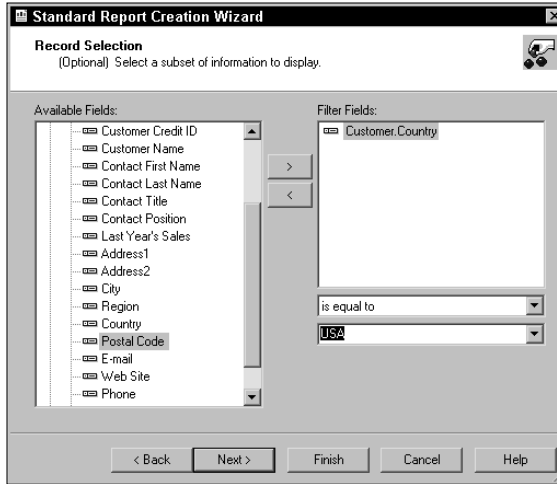 Standard Report Creation Wizard
Record Selection
(Optional) Select a subset of information to display.
Available Fields:
Customer Credit ID
Customer Name
Contact First Name
Contact Last Name
Contact Title
Contact Position
Last Year's Sales
Address1
Address2
City
Region
Country
Postal Code
E-mail
Web Site
Phone
>
<
Filter Fields:
Customer.Country
is equal to
USA
< Back
Next >
Finish
Cancel
Help